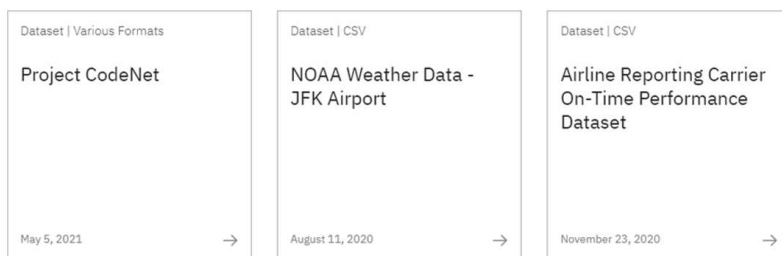 Dataset | Various Formats
Project CodeNet
May 5, 2021
Dataset | CSV
NOAA Weather Data -
JFK Airport
August 11, 2020
Dataset | CSV
Airline Reporting Carrier
On-Time Performance
Dataset
November 23, 2020